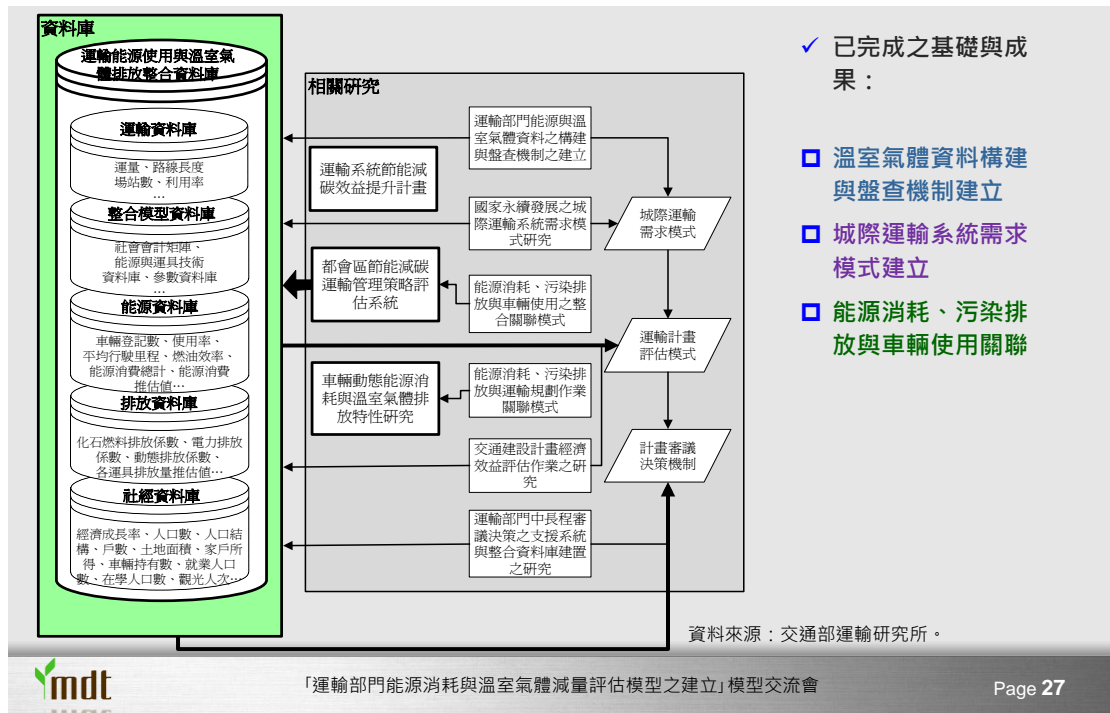 資料庫
運輸能源使用與溫室氣
體排放整合資料庫
運輸資料庫
運量、路線長度
場站數、利用率
…
整合模型資料庫
社會會計矩陣、
能源與運具技術
資料庫、參數資料庫
…
能源資料庫
車輛登記數、使用率、
平均行駛里程、燃油效率、
能源消費總計、能源消費
推估值…
排放資料庫
化石燃料排放係數、電力排放
係數、動態排放係數、
各運具排放量推估值…
社經資料庫
經濟成長率、人口數、人口結
構、戶數、土地面積、家戶所
得、車輛持有數、就業人口
數、在學人口數、觀光人次…
相關研究
運輸部門能源與溫
室氣體資料之構建
與盤查機制之建立
運輸系統節能減
碳效益提升計畫
國家永續發展之城
際運輸系統需求模
式研究
城際運輸
需求模式
都會區節能減碳
運輸管理策略評
估系統
能源消耗、污染排
放與車輛使用之整
合關聯模式
運輸計畫
評估模式
車輛動態能源消
耗與溫室氣體排
放特性研究
能源消耗、污染排
放與運輸規劃作業
關聯模式
交通建設計畫經濟
效益評估作業之研
究
計畫審議
決策機制
運輸部門中長程審
議決策之支援系統
與整合資料庫建置
之研究
✓ 已完成之基礎與成
果：
溫室氣體資料構建
與盤查機制建立
城際運輸系統需求
模式建立
能源消耗、污染排
放與車輛使用關聯
資料來源：交通部運輸研究所。
mdt
「運輸部門能源消耗與溫室氣體減量評估模型之建立」模型交流會
Page 27